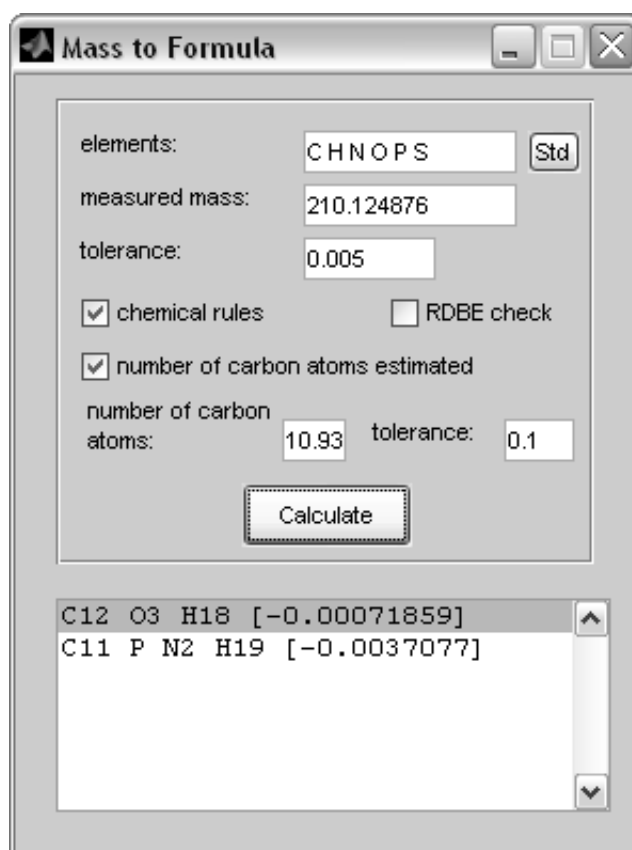 Mass to Formula
elements: C H N O P S Std
measured mass: 210.124876
tolerance: 0.005
chemical rules RDBE check
number of carbon atoms estimated
number of carbon
atoms: 10.93 tolerance: 0.1
Calculate
C12 O3 H18 [-0.00071859]
C11 P N2 H19 [-0.0037077]